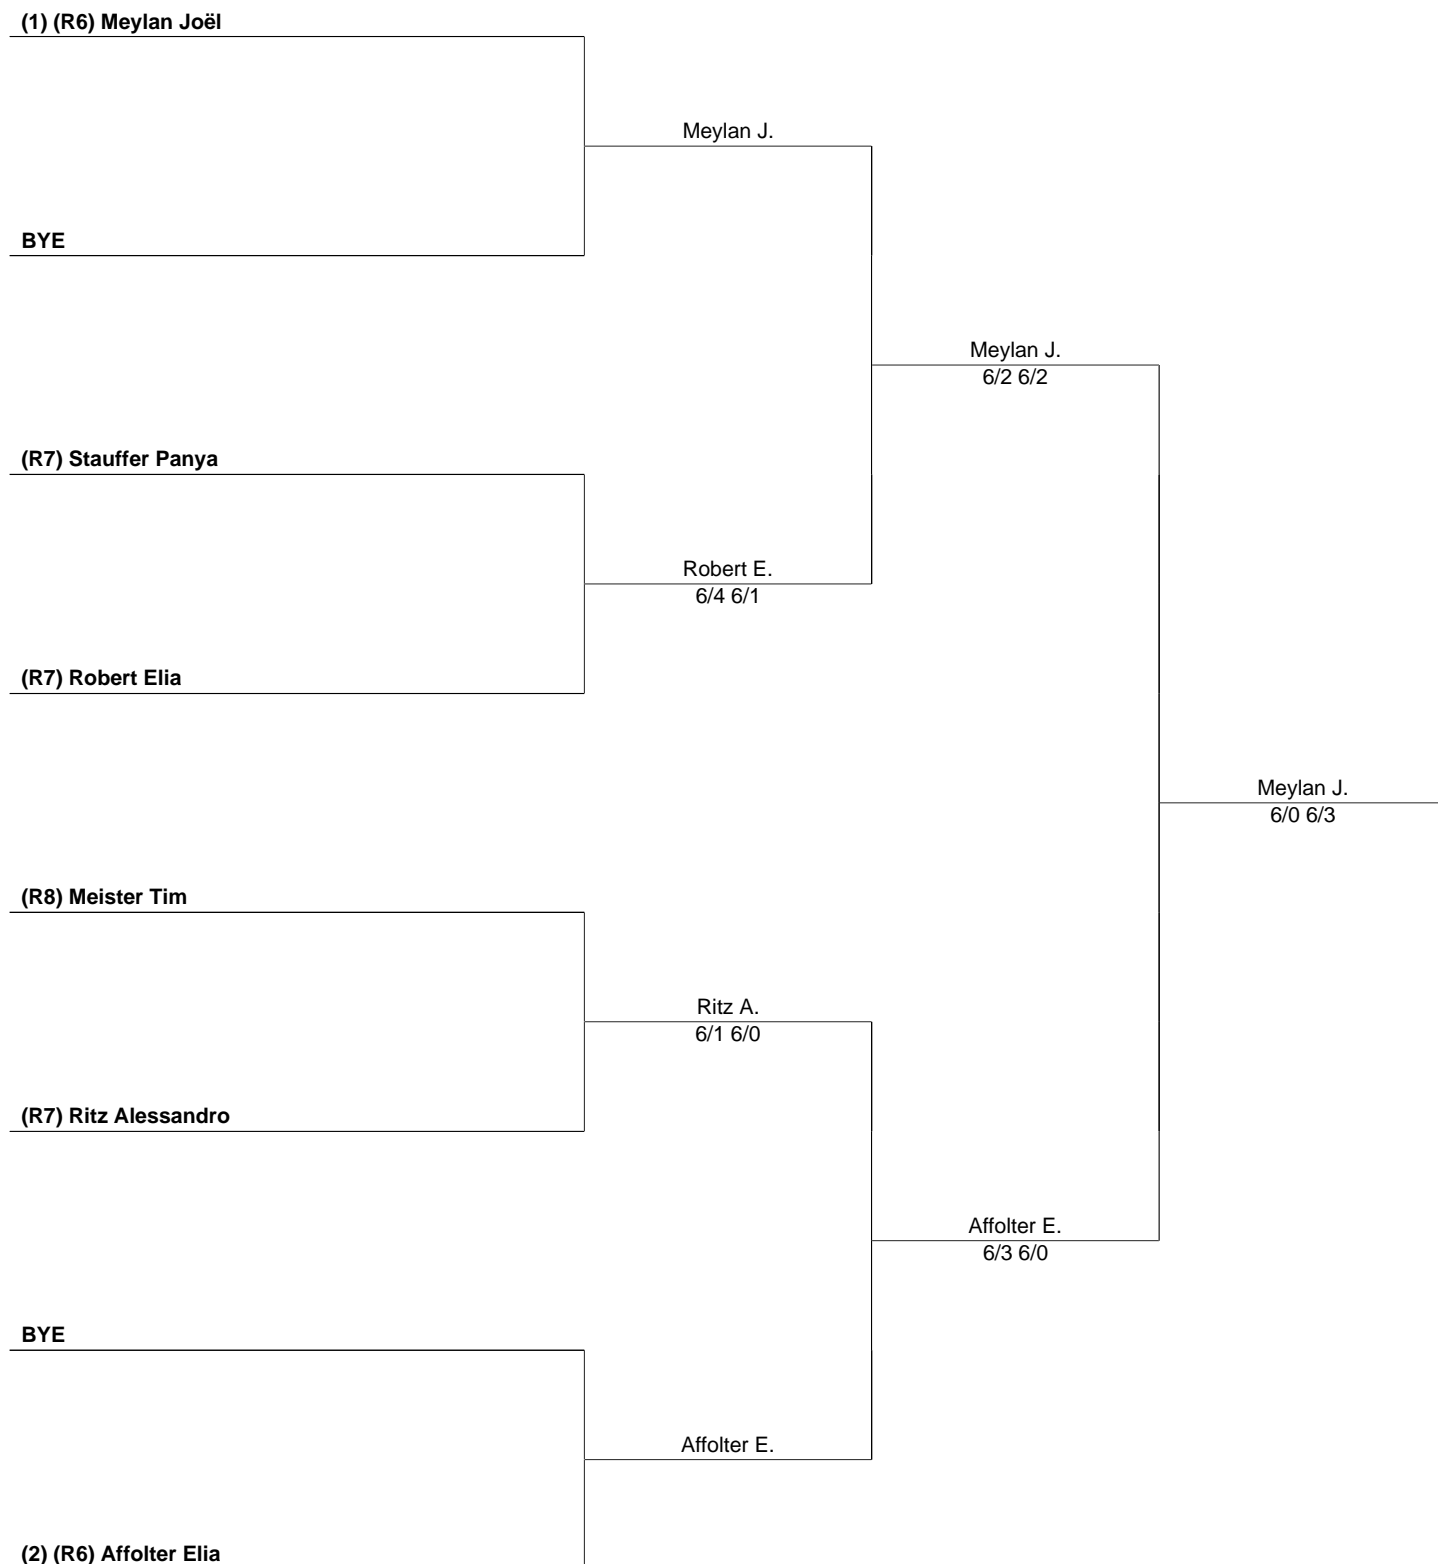 (1) (R6) Meylan Joël
Meylan J.
BYE
Meylan J.
6/2 6/2
(R7) Stauffer Panya
Robert E.
6/4 6/1
(R7) Robert Elia
Meylan J.
6/0 6/3
(R8) Meister Tim
Ritz A.
6/1 6/0
(R7) Ritz Alessandro
Affolter E.
6/3 6/0
BYE
Affolter E.
(2) (R6) Affolter Elia